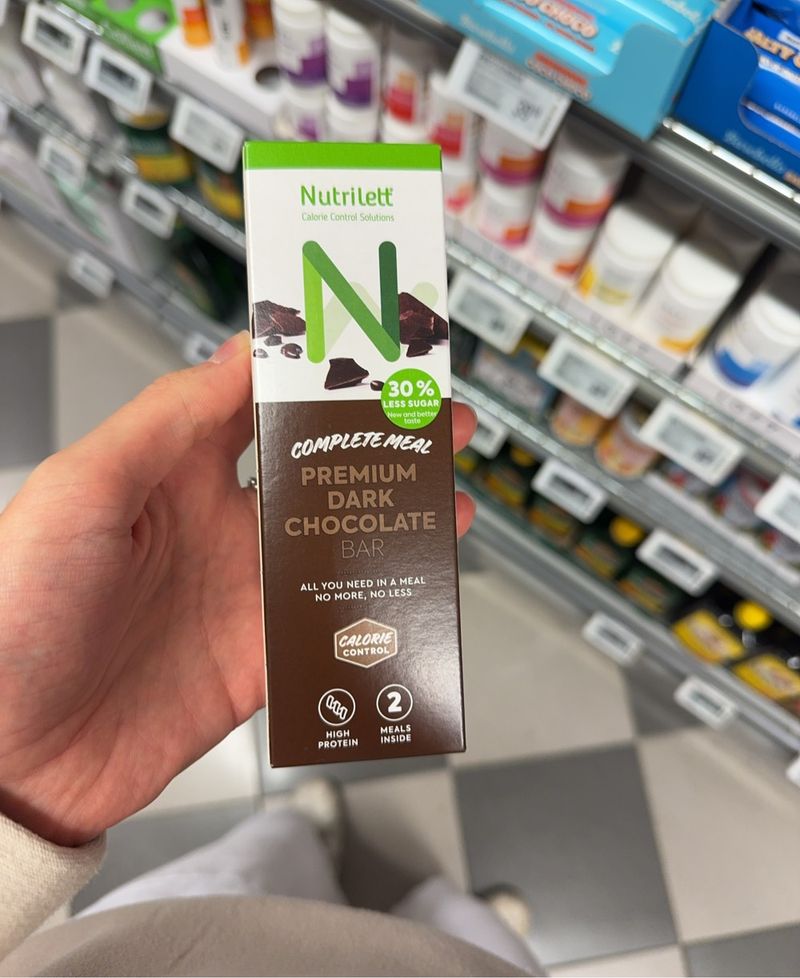 Nutrilett
Calorie Control Solutions
N
30%
LESS SUGAR
New and better
taste
COMPLETE MEAL
PREMIUM
DARK
CHOCOLATE
BAR
ALL YOU NEED IN A MEAL
NO MORE, NO LESS
CALORIE
CONTROL
HIGH
PROTEIN
2
MEALS
INSIDE